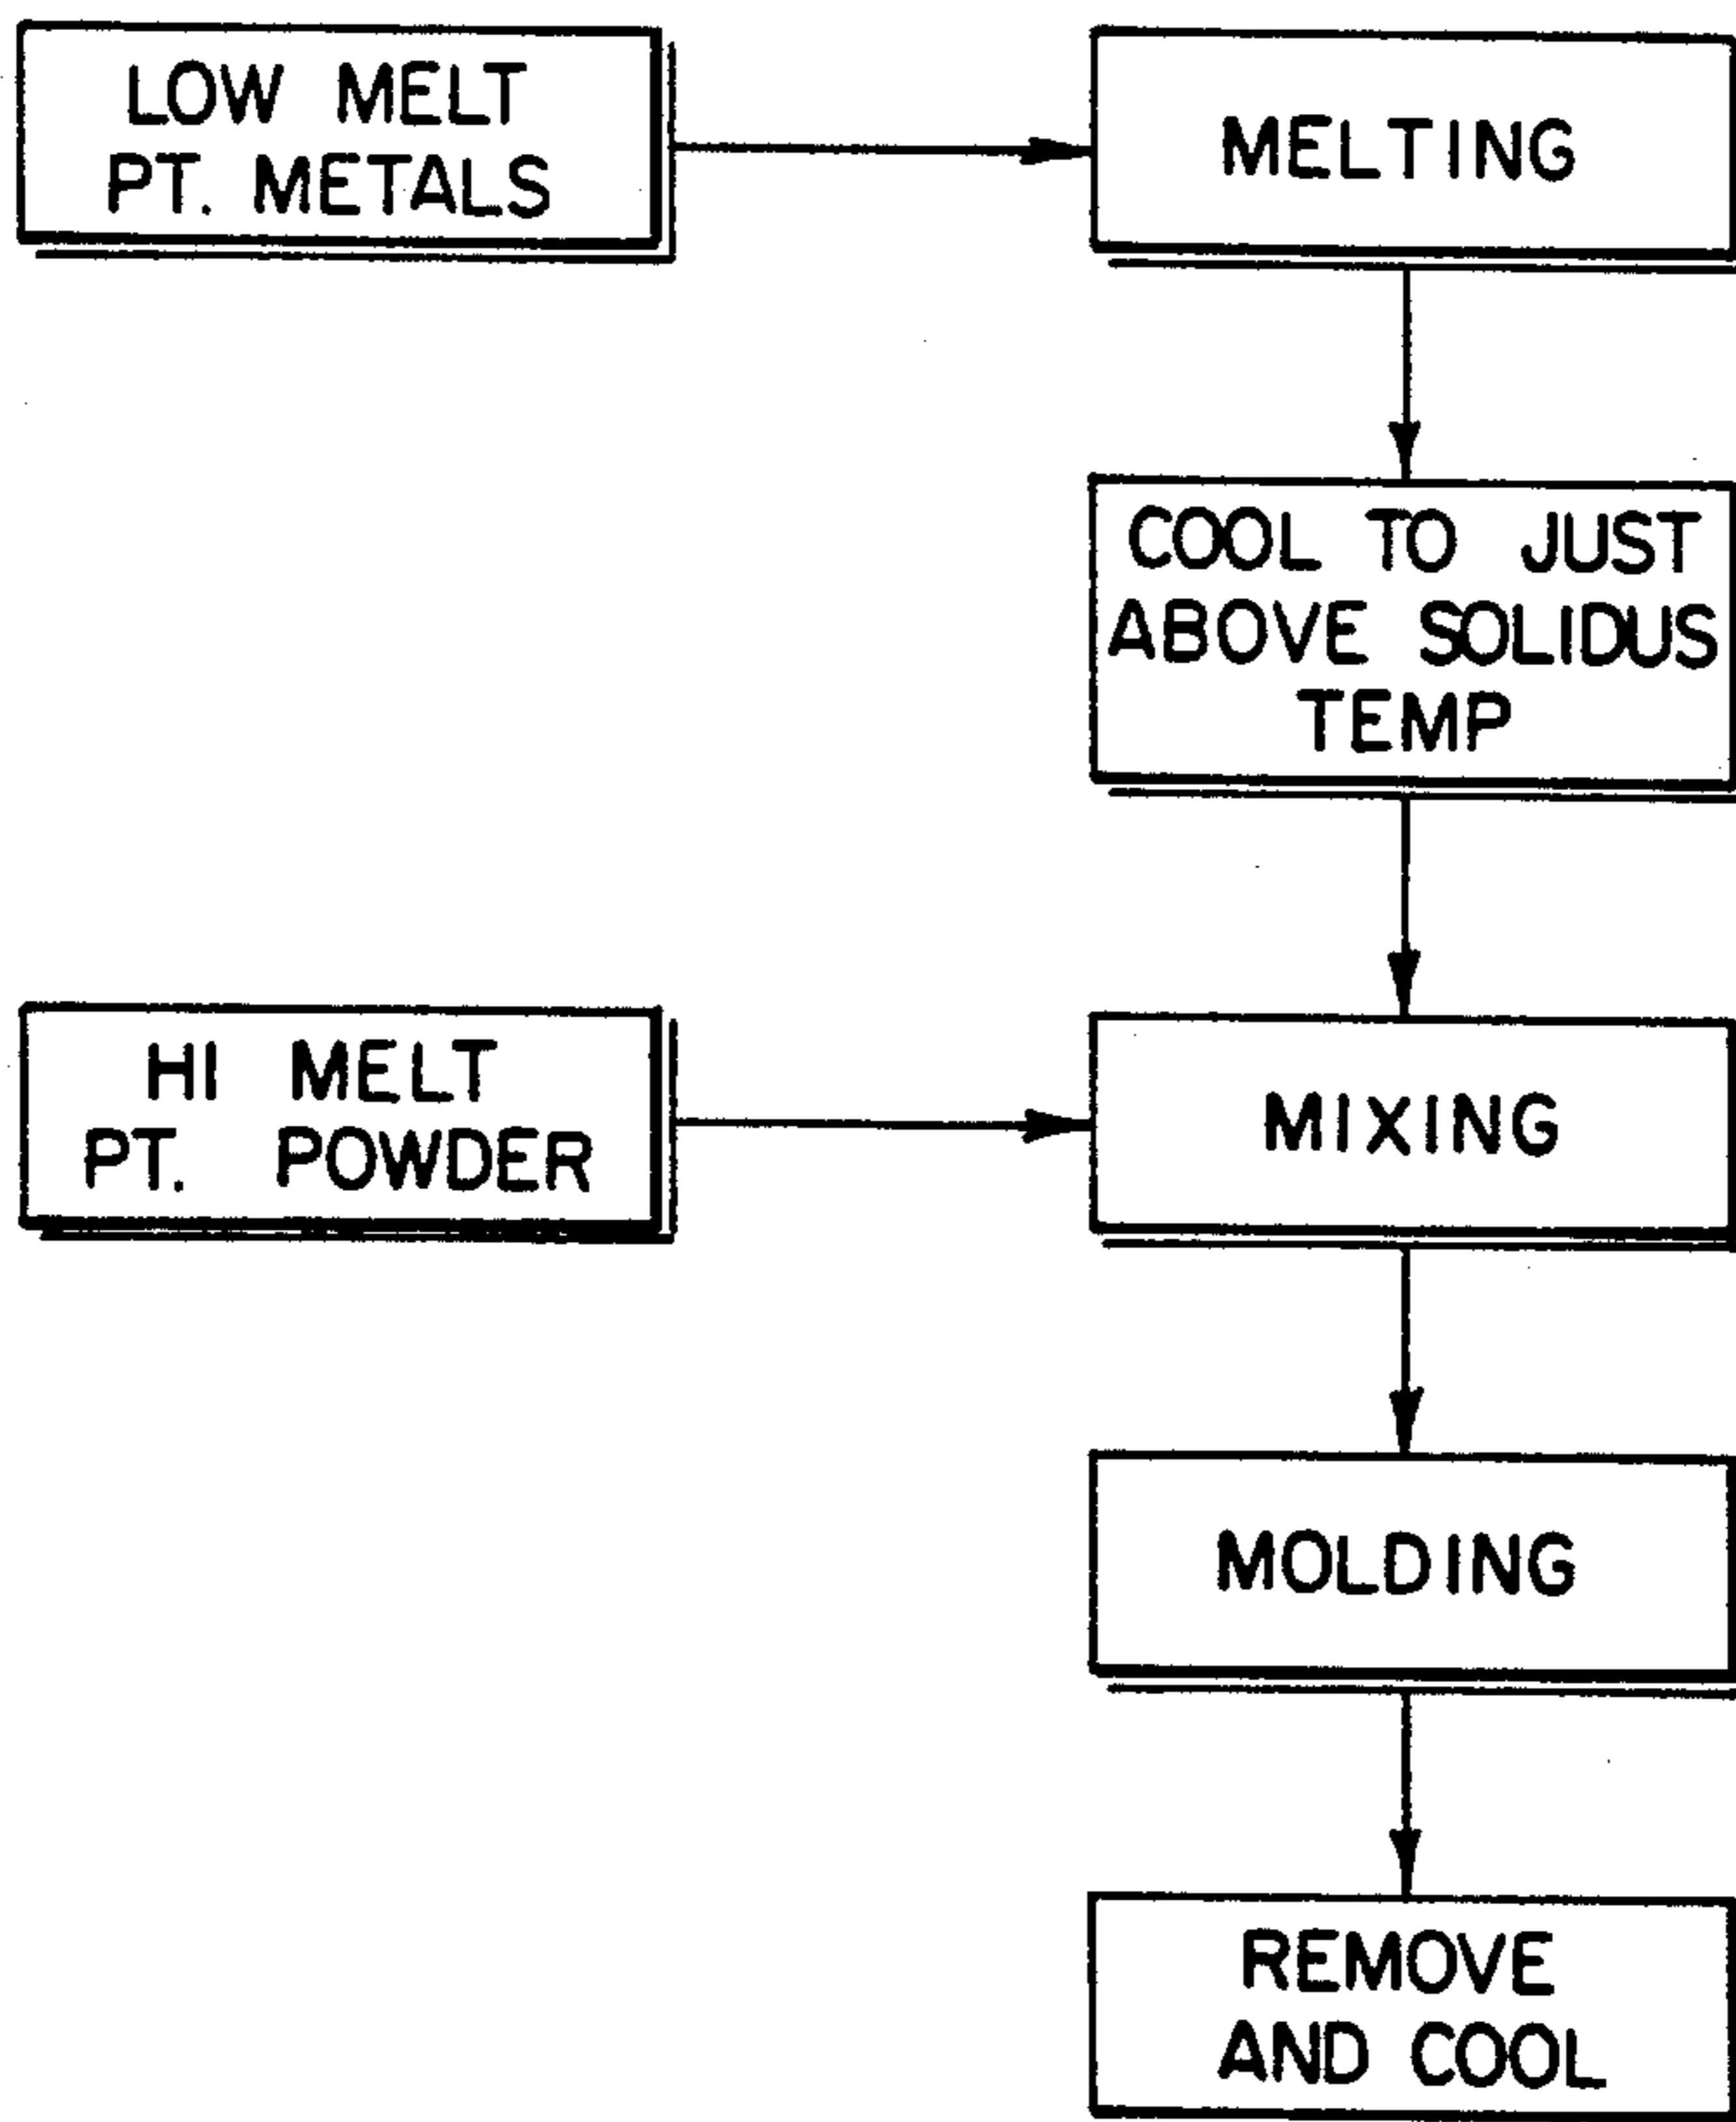 LOW MELT
PT. METALS
MELTING
COOL TO JUST
ABOVE SOLIDUS
TEMP
HI MELT
PT. POWDER
MIXING
MOLDING
REMOVE
AND COOL